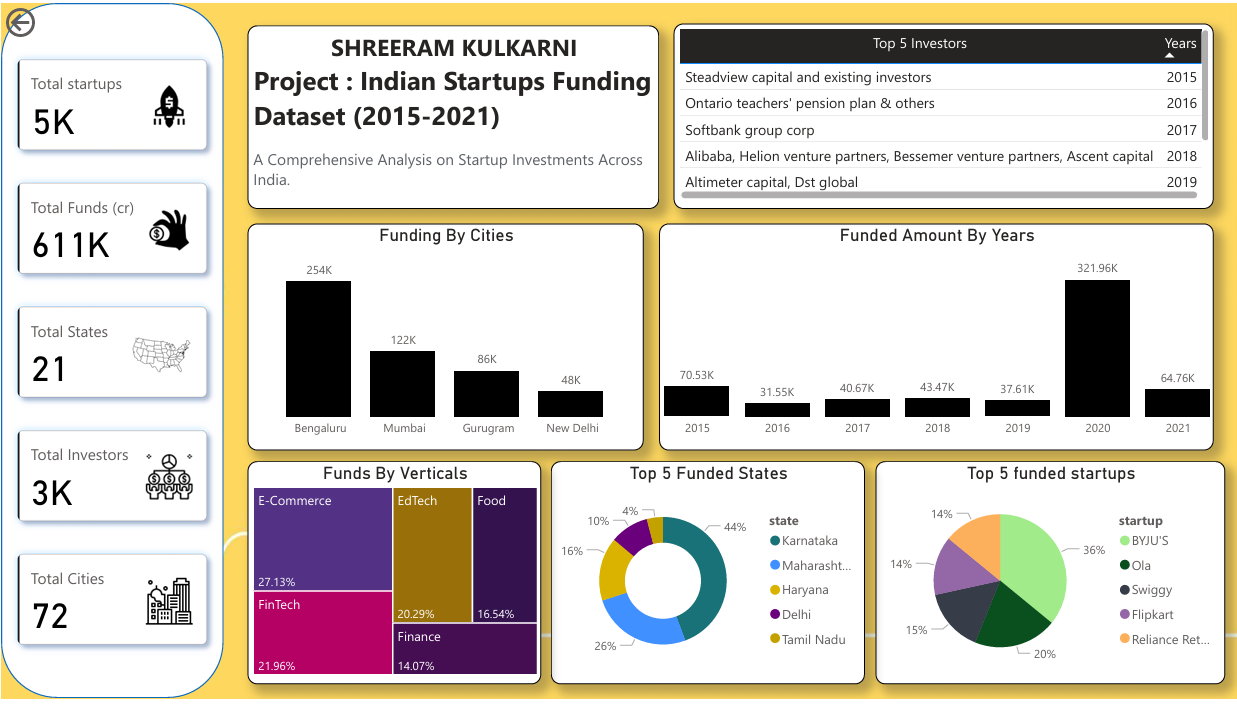 Total startups
5K
Total Funds (cr)
611K
Total States
21
Total Investors
3K
Total Cities
72
SHREERAM KULKARNI
Project : Indian Startups Funding
Dataset (2015-2021)
A Comprehensive Analysis on Startup Investments Across
India.
Top 5 Investors Years
Steadview capital and existing investors 2015
Ontario teachers' pension plan & others 2016
Softbank group corp 2017
Alibaba, Helion venture partners, Bessemer venture partners, Ascent capital 2018
Altimeter capital, Dst global 2019
Funding By Cities
254K
122K
86K
48K
Bengaluru Mumbai Gurugram New Delhi
Funded Amount By Years
321.96K
70.53K
31.55K
40.67K
43.47K
37.61K
64.76K
2015 2016 2017 2018 2019 2020 2021
Funds By Verticals
E-Commerce
27.13%
FinTech
21.96%
EdTech
20.29%
Food
16.54%
Finance
14.07%
Top 5 Funded States
44%
26%
16%
10%
4%
state
Karnataka
Maharasht...
Haryana
Delhi
Tamil Nadu
Top 5 funded startups
36%
20%
15%
14%
14%
startup
BYJU'S
Ola
Swiggy
Flipkart
Reliance Ret...